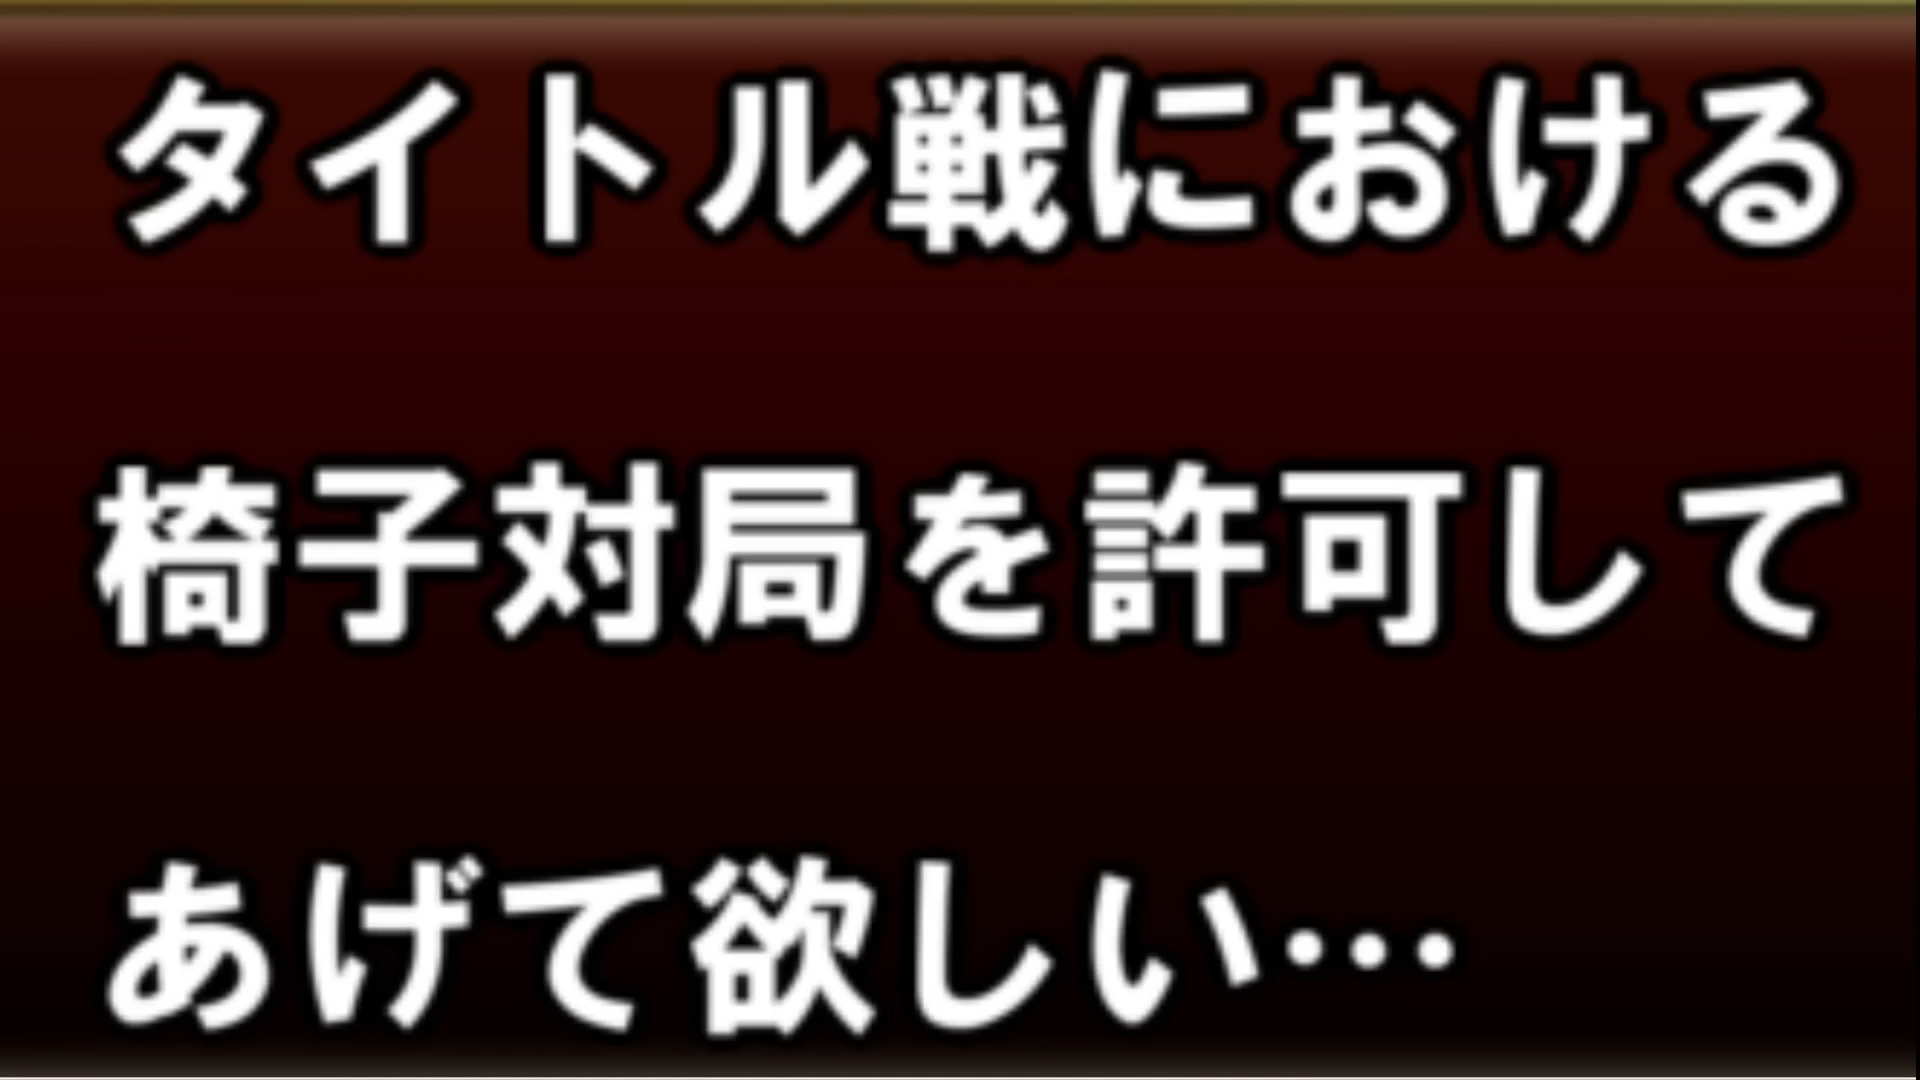 タイトル戦における
椅子対局を許可して
あげて欲しい…